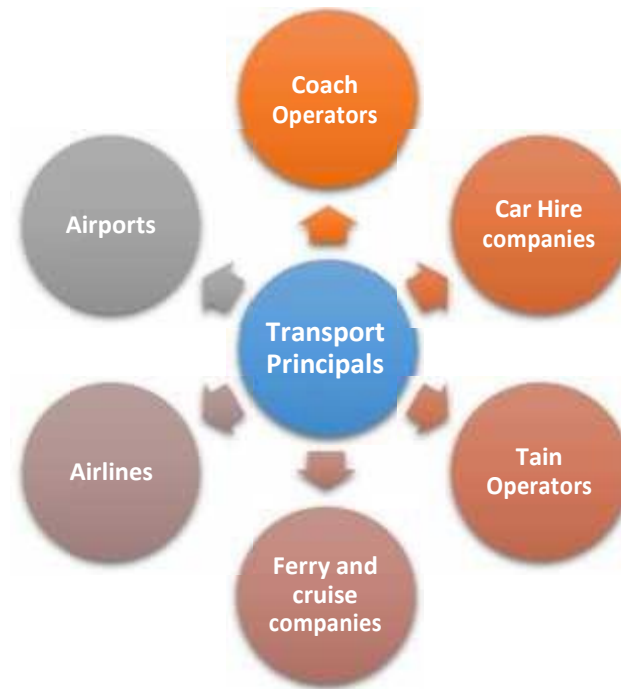 Coach
Operators
Airports
Car Hire
companies
Transport
Principals
Airlines
Tain
Operators
Ferry and
cruise
companies